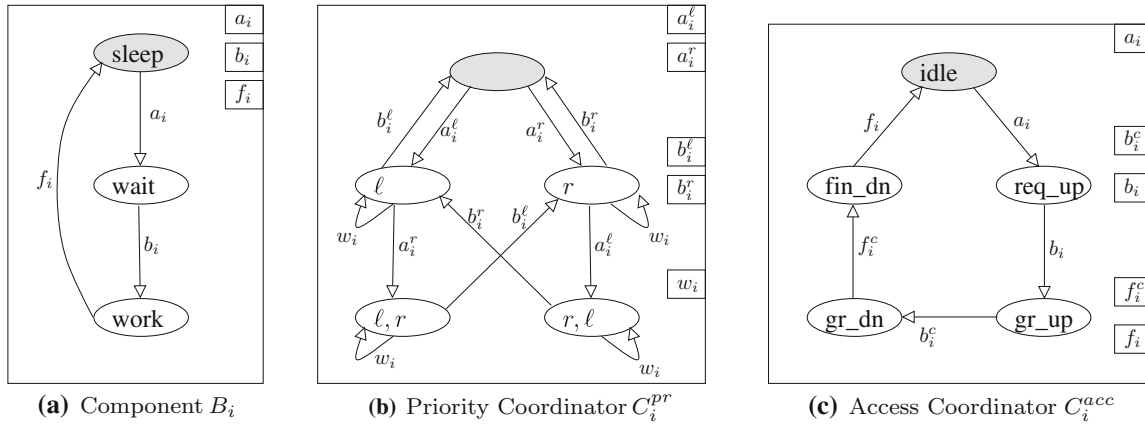 sleep
a_i
wait
b_i
work
f_i
a_i
b_i
f_i
(a) Component B_i
b_i^ℓ
a_i^ℓ
a_i^r
b_i^r
ℓ
r
w_i
a_i^r
b_i^r
b_i^ℓ
a_i^ℓ
w_i
ℓ, r
r, ℓ
w_i
w_i
a_i^ℓ
a_i^r
b_i^ℓ
b_i^r
w_i
(b) Priority Coordinator C_i^{pr}
idle
f_i
a_i
fin_dn
req_up
f_i^c
b_i
gr_dn
gr_up
b_i^c
a_i
b_i^c
b_i
f_i^c
f_i
(c) Access Coordinator C_i^{acc}